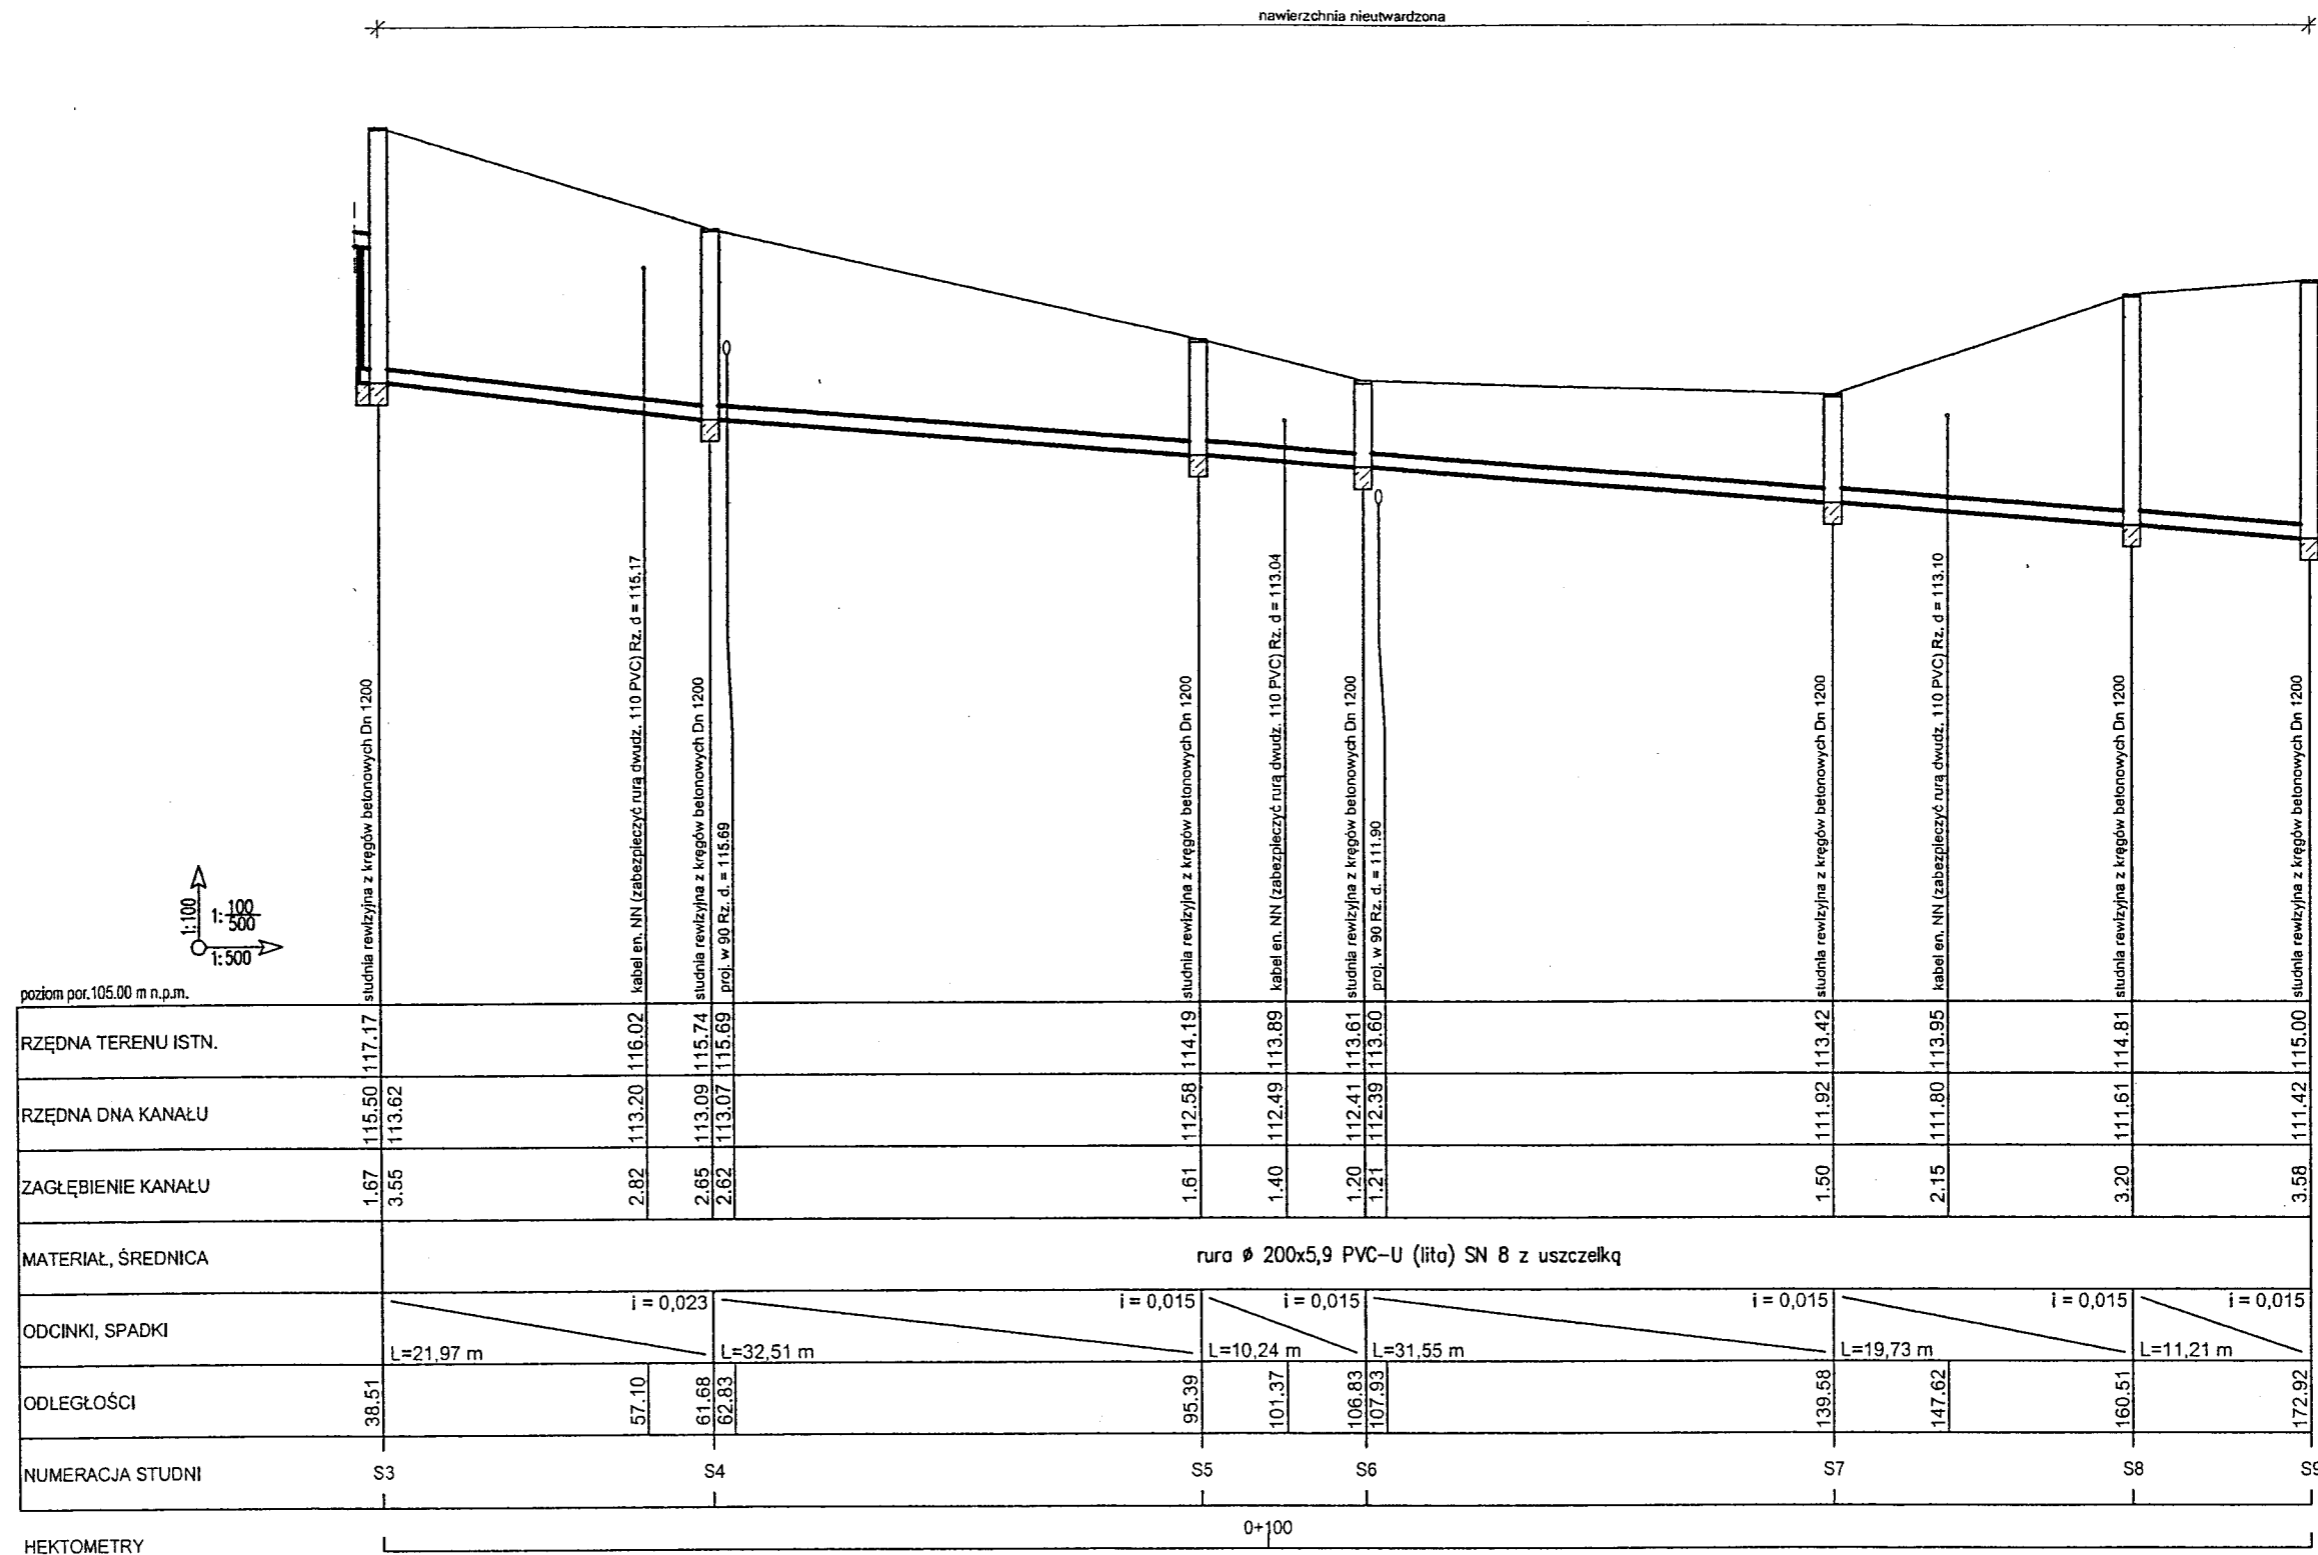 nawierzchnia nieutwardzona
studnia rewizyjna z kręgów betonowych Dn 1200
kabel en. NN (zabezpieczyć rurą dwudz. 110 PVC) Rz. d = 115.17
studnia rewizyjna z kręgów betonowych Dn 1200
proj. w 90 Rz. d. = 115.69
studnia rewizyjna z kręgów betonowych Dn 1200
kabel en. NN (zabezpieczyć rurą dwudz. 110 PVC) Rz. d = 113.04
studnia rewizyjna z kręgów betonowych Dn 1200
proj. w 90 Rz. d. = 111.90
studnia rewizyjna z kręgów betonowych Dn 1200
kabel en. NN (zabezpieczyć rurą dwudz. 110 PVC) Rz. d = 113.10
studnia rewizyjna z kręgów betonowych Dn 1200
studnia rewizyjna z kręgów betonowych Dn 1200
1:100
1:100/500
1:500
poziom por.105.00 m n.p.m.
RZĘDNA TERENU ISTN. 117.17 116.02 115.74 115.69 114.19 113.89 113.61 113.60 113.42 113.95 114.81 115.00
RZĘDNA DNA KANAŁU 115.50 113.62 113.20 113.09 113.07 112.58 112.49 112.41 112.39 111.92 111.80 111.61 111.42
ZAGŁĘBIENIE KANAŁU 1.67 3.55 2.82 2.65 2.62 1.61 1.40 1.20 1.21 1.50 2.15 3.20 3.58
MATERIAŁ, ŚREDNICA rura ø 200x5,9 PVC-U (lita) SN 8 z uszczelką
i = 0,023 i = 0,015 i = 0,015 i = 0,015 i = 0,015 i = 0,015
ODCINKI, SPADKI
L=21,97 m L=32,51 m L=10,24 m L=31,55 m L=19,73 m L=11,21 m
ODLEGŁOŚCI 38.51 57.10 61.68 62.83 95.39 101.37 106.83 107.93 139.58 147.62 160.51 172.92
NUMERACJA STUDNI S3 S4 S5 S6 S7 S8 S9
0+100
HEKTOMETRY